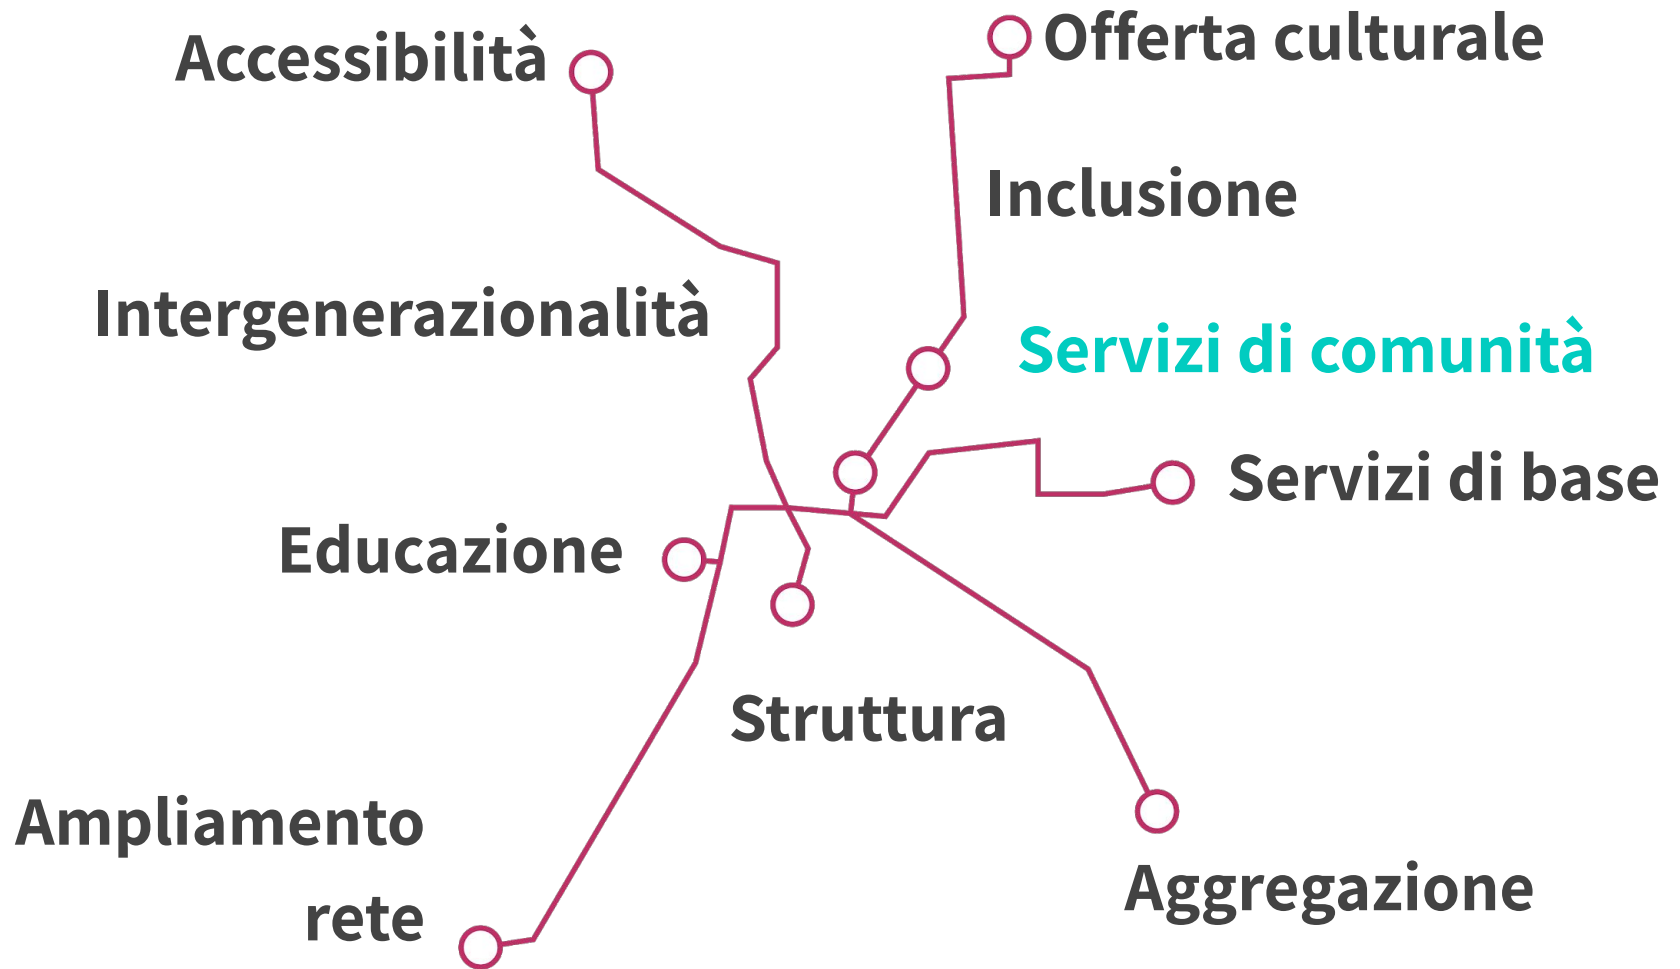 Accessibilità
Offerta culturale
Inclusione
Intergenerazionalità
Servizi di comunità
Servizi di base
Educazione
Struttura
Ampliamento
rete
Aggregazione